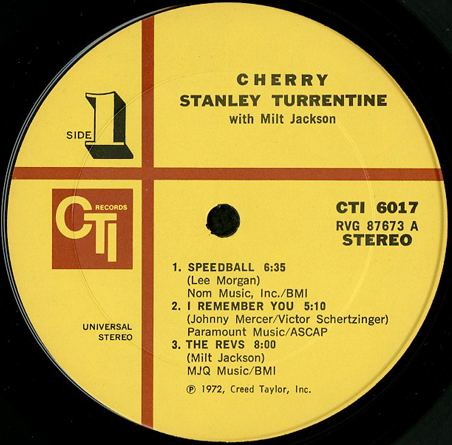 CHERRY
STANLEY TURRENTINE
with Milt Jackson
SIDE 1
CTI RECORDS
CTI 6017
RVG 87673 A
STEREO
UNIVERSAL
STEREO
1. SPEEDBALL 6:35
(Lee Morgan)
Nom Music, Inc./BMI
2. I REMEMBER YOU 5:10
(Johnny Mercer/Victor Schertzinger)
Paramount Music/ASCAP
3. THE REVS 8:00
(Milt Jackson)
MJQ Music/BMI
℗ 1972, Creed Taylor, Inc.